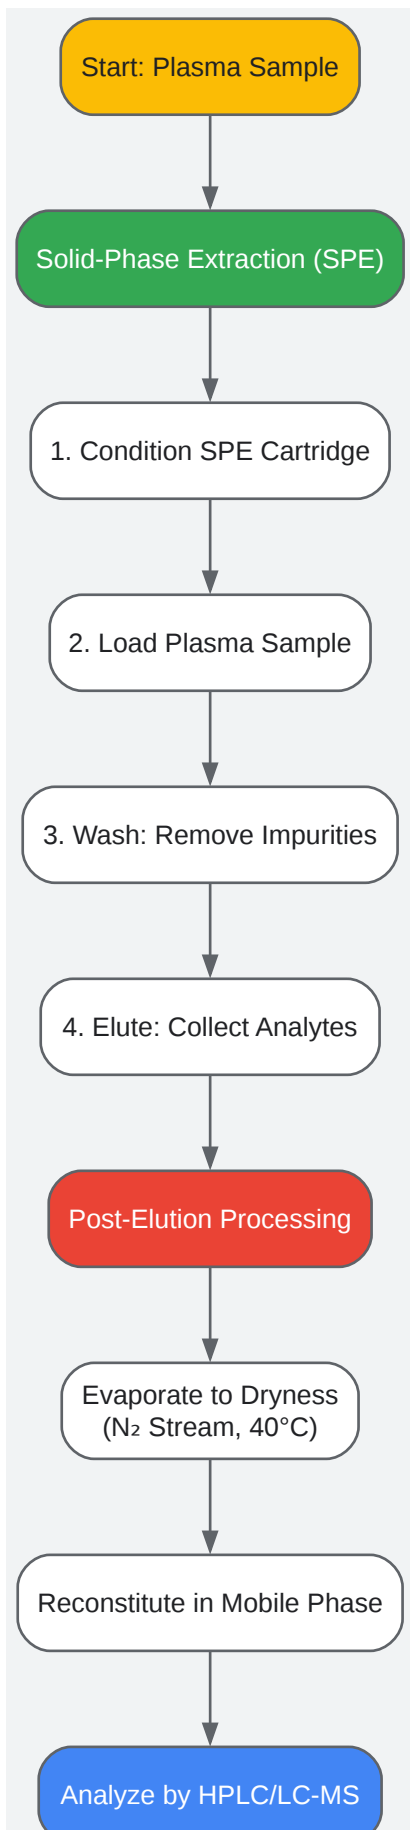 Start: Plasma Sample
Solid-Phase Extraction (SPE)
1. Condition SPE Cartridge
2. Load Plasma Sample
3. Wash: Remove Impurities
4. Elute: Collect Analytes
Post-Elution Processing
Evaporate to Dryness
(N₂ Stream, 40°C)
Reconstitute in Mobile Phase
Analyze by HPLC/LC-MS